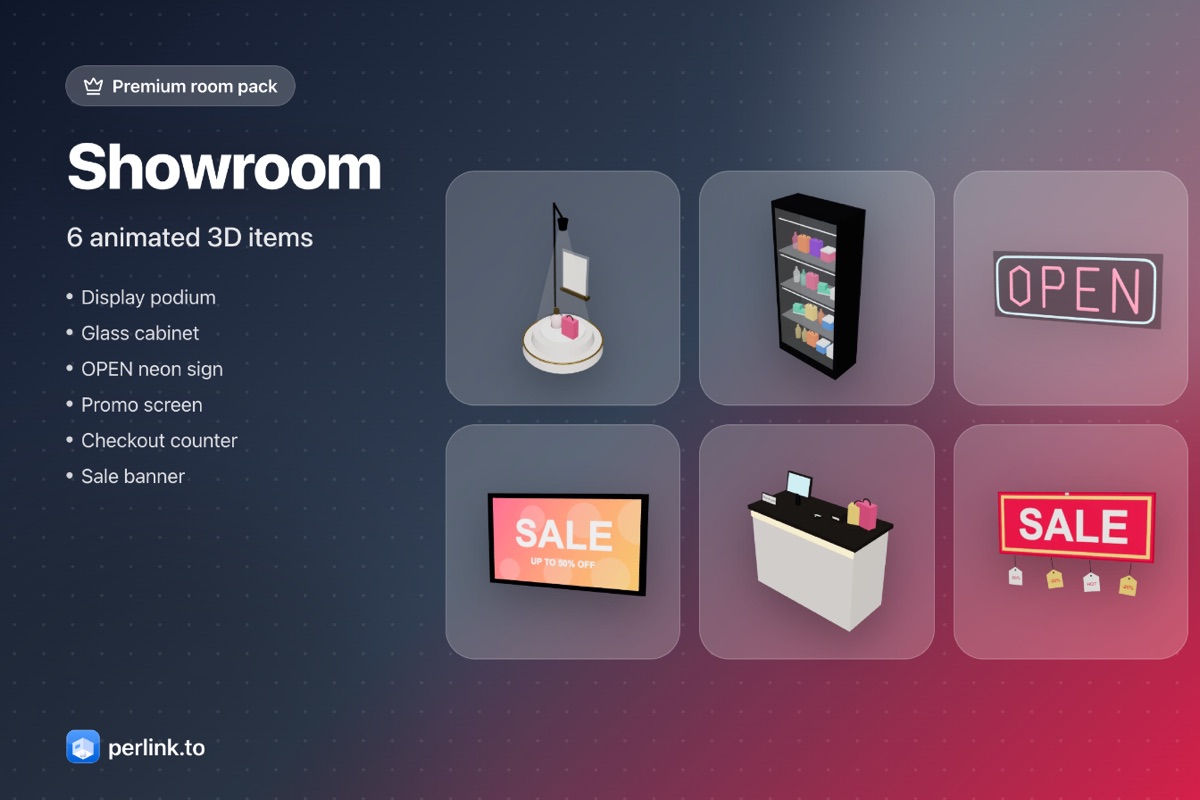 Premium room pack
Showroom
6 animated 3D items
• Display podium
• Glass cabinet
• OPEN neon sign
• Promo screen
• Checkout counter
• Sale banner
OPEN
SALE
UP TO 50% OFF
SALE
perlink.to